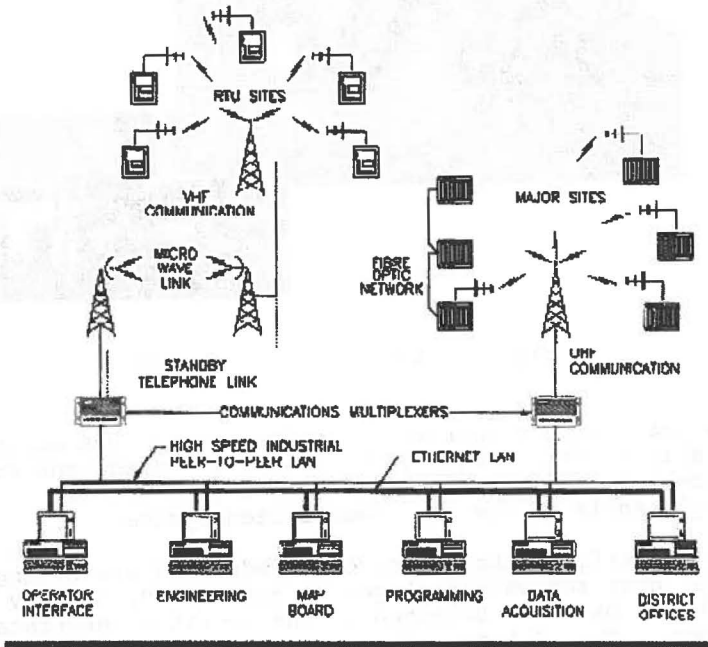 RTU SITES
VHF
COMMUNICATION
MICRO
WAVE
LINK
FIBRE
OPTIC
NETWORK
MAJOR SITES
UHF
COMMUNICATION
STANDBY
TELEPHONE LINK
COMMUNICATIONS MULTIPLEXERS
HIGH SPEED INDUSTRIAL
PEER-TO-PEER LAN
ETHERNET LAN
OPERATOR
INTERFACE
ENGINEERING
MAP
BOARD
PROGRAMMING
DATA
ACQUISITION
DISTRICT
OFFICES